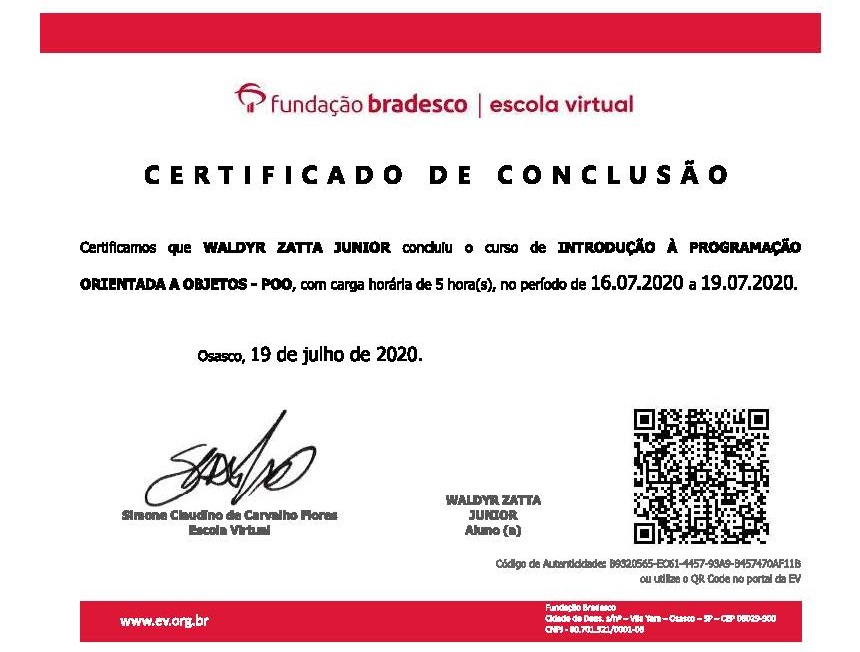 fundação bradesco | escola virtual
CERTIFICADO DE CONCLUSÃO
Certificamos que WALDYR ZATTA JUNIOR concluiu o curso de INTRODUÇÃO À PROGRAMAÇÃO
ORIENTADA A OBJETOS - POO, com carga horária de 5 hora(s), no período de 16.07.2020 a 19.07.2020.
Osasco, 19 de julho de 2020.
Simone Claudino de Carvalho Flores
Escola Virtual
WALDYR ZATTA
JUNIOR
Aluno (a)
Código de Autenticidade: B9320565-EC61-4457-93A9-B457470AF11B
ou utilize o QR Code no portal da EV
www.ev.org.br
Fundação Bradesco
Cidade de Deus, s/nº – Vila Yara – Osasco – SP – CEP 06029-900
CNPJ - 60.701.521/0001-06